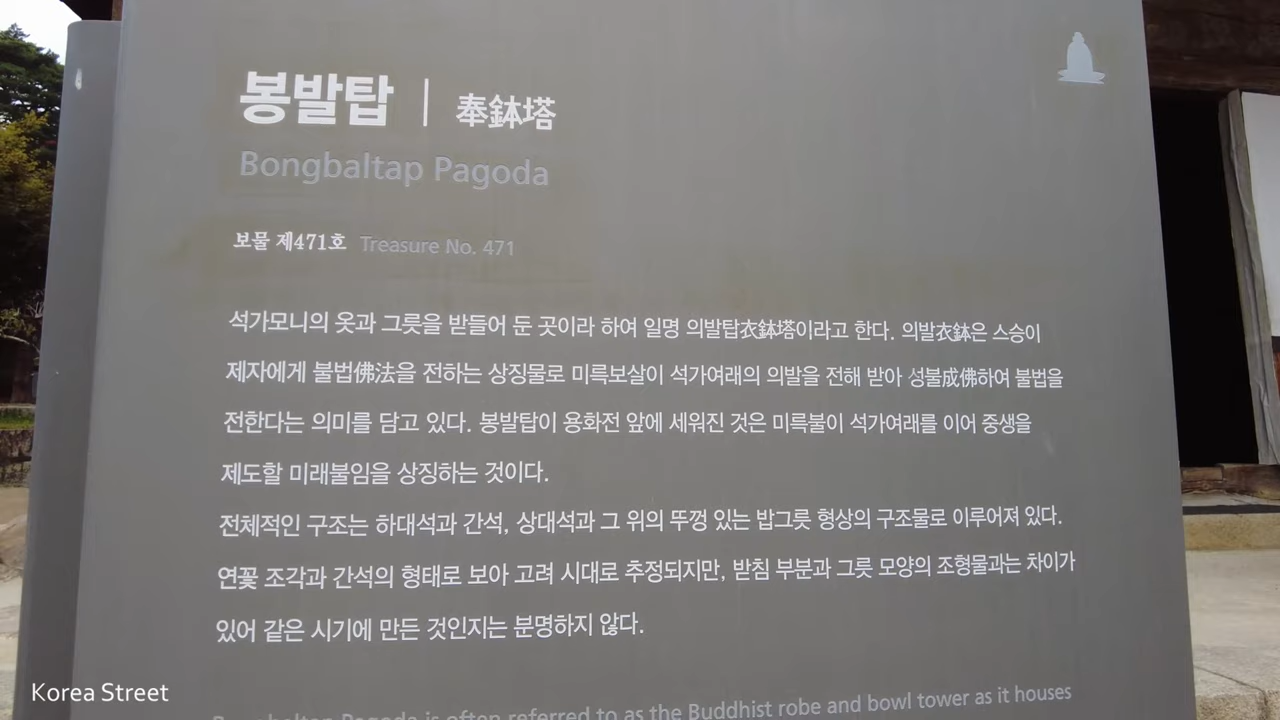 봉발탑 | 奉鉢塔
Bongbaltap Pagoda
보물 제471호 Treasure No. 471
석가모니의 옷과 그릇을 받들어 둔 곳이라 하여 일명 의발탑衣鉢塔이라고 한다. 의발衣鉢은 스승이
제자에게 불법佛法을 전하는 상징물로 미륵보살이 석가여래의 의발을 전해 받아 성불成佛하여 불법을
전한다는 의미를 담고 있다. 봉발탑이 용화전 앞에 세워진 것은 미륵불이 석가여래를 이어 중생을
제도할 미래불임을 상징하는 것이다.
전체적인 구조는 하대석과 간석, 상대석과 그 위의 뚜껑 있는 밥그릇 형상의 구조물로 이루어져 있다.
연꽃 조각과 간석의 형태로 보아 고려 시대로 추정되지만, 받침 부분과 그릇 모양의 조형물과는 차이가
있어 같은 시기에 만든 것인지는 분명하지 않다.
Bongbaltap Pagoda is often referred to as the Buddhist robe and bowl tower as it houses
Korea Street